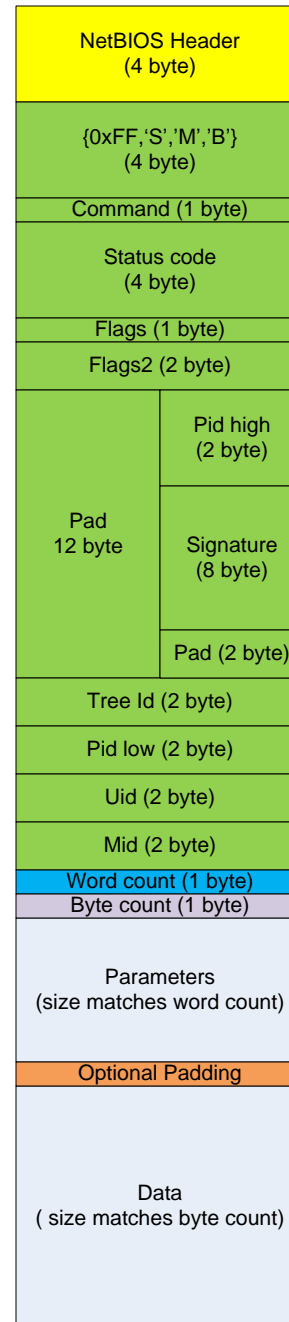 NetBIOS Header
(4 byte)
{0xFF,‘S’,’M’,’B’}
(4 byte)
Command (1 byte)
Status code
(4 byte)
Flags (1 byte)
Flags2 (2 byte)
Pad
12 byte
Pid high
(2 byte)
Signature
(8 byte)
Pad (2 byte)
Tree Id (2 byte)
Pid low (2 byte)
Uid (2 byte)
Mid (2 byte)
Word count (1 byte)
Byte count (1 byte)
Parameters
(size matches word count)
Optional Padding
Data
( size matches byte count)